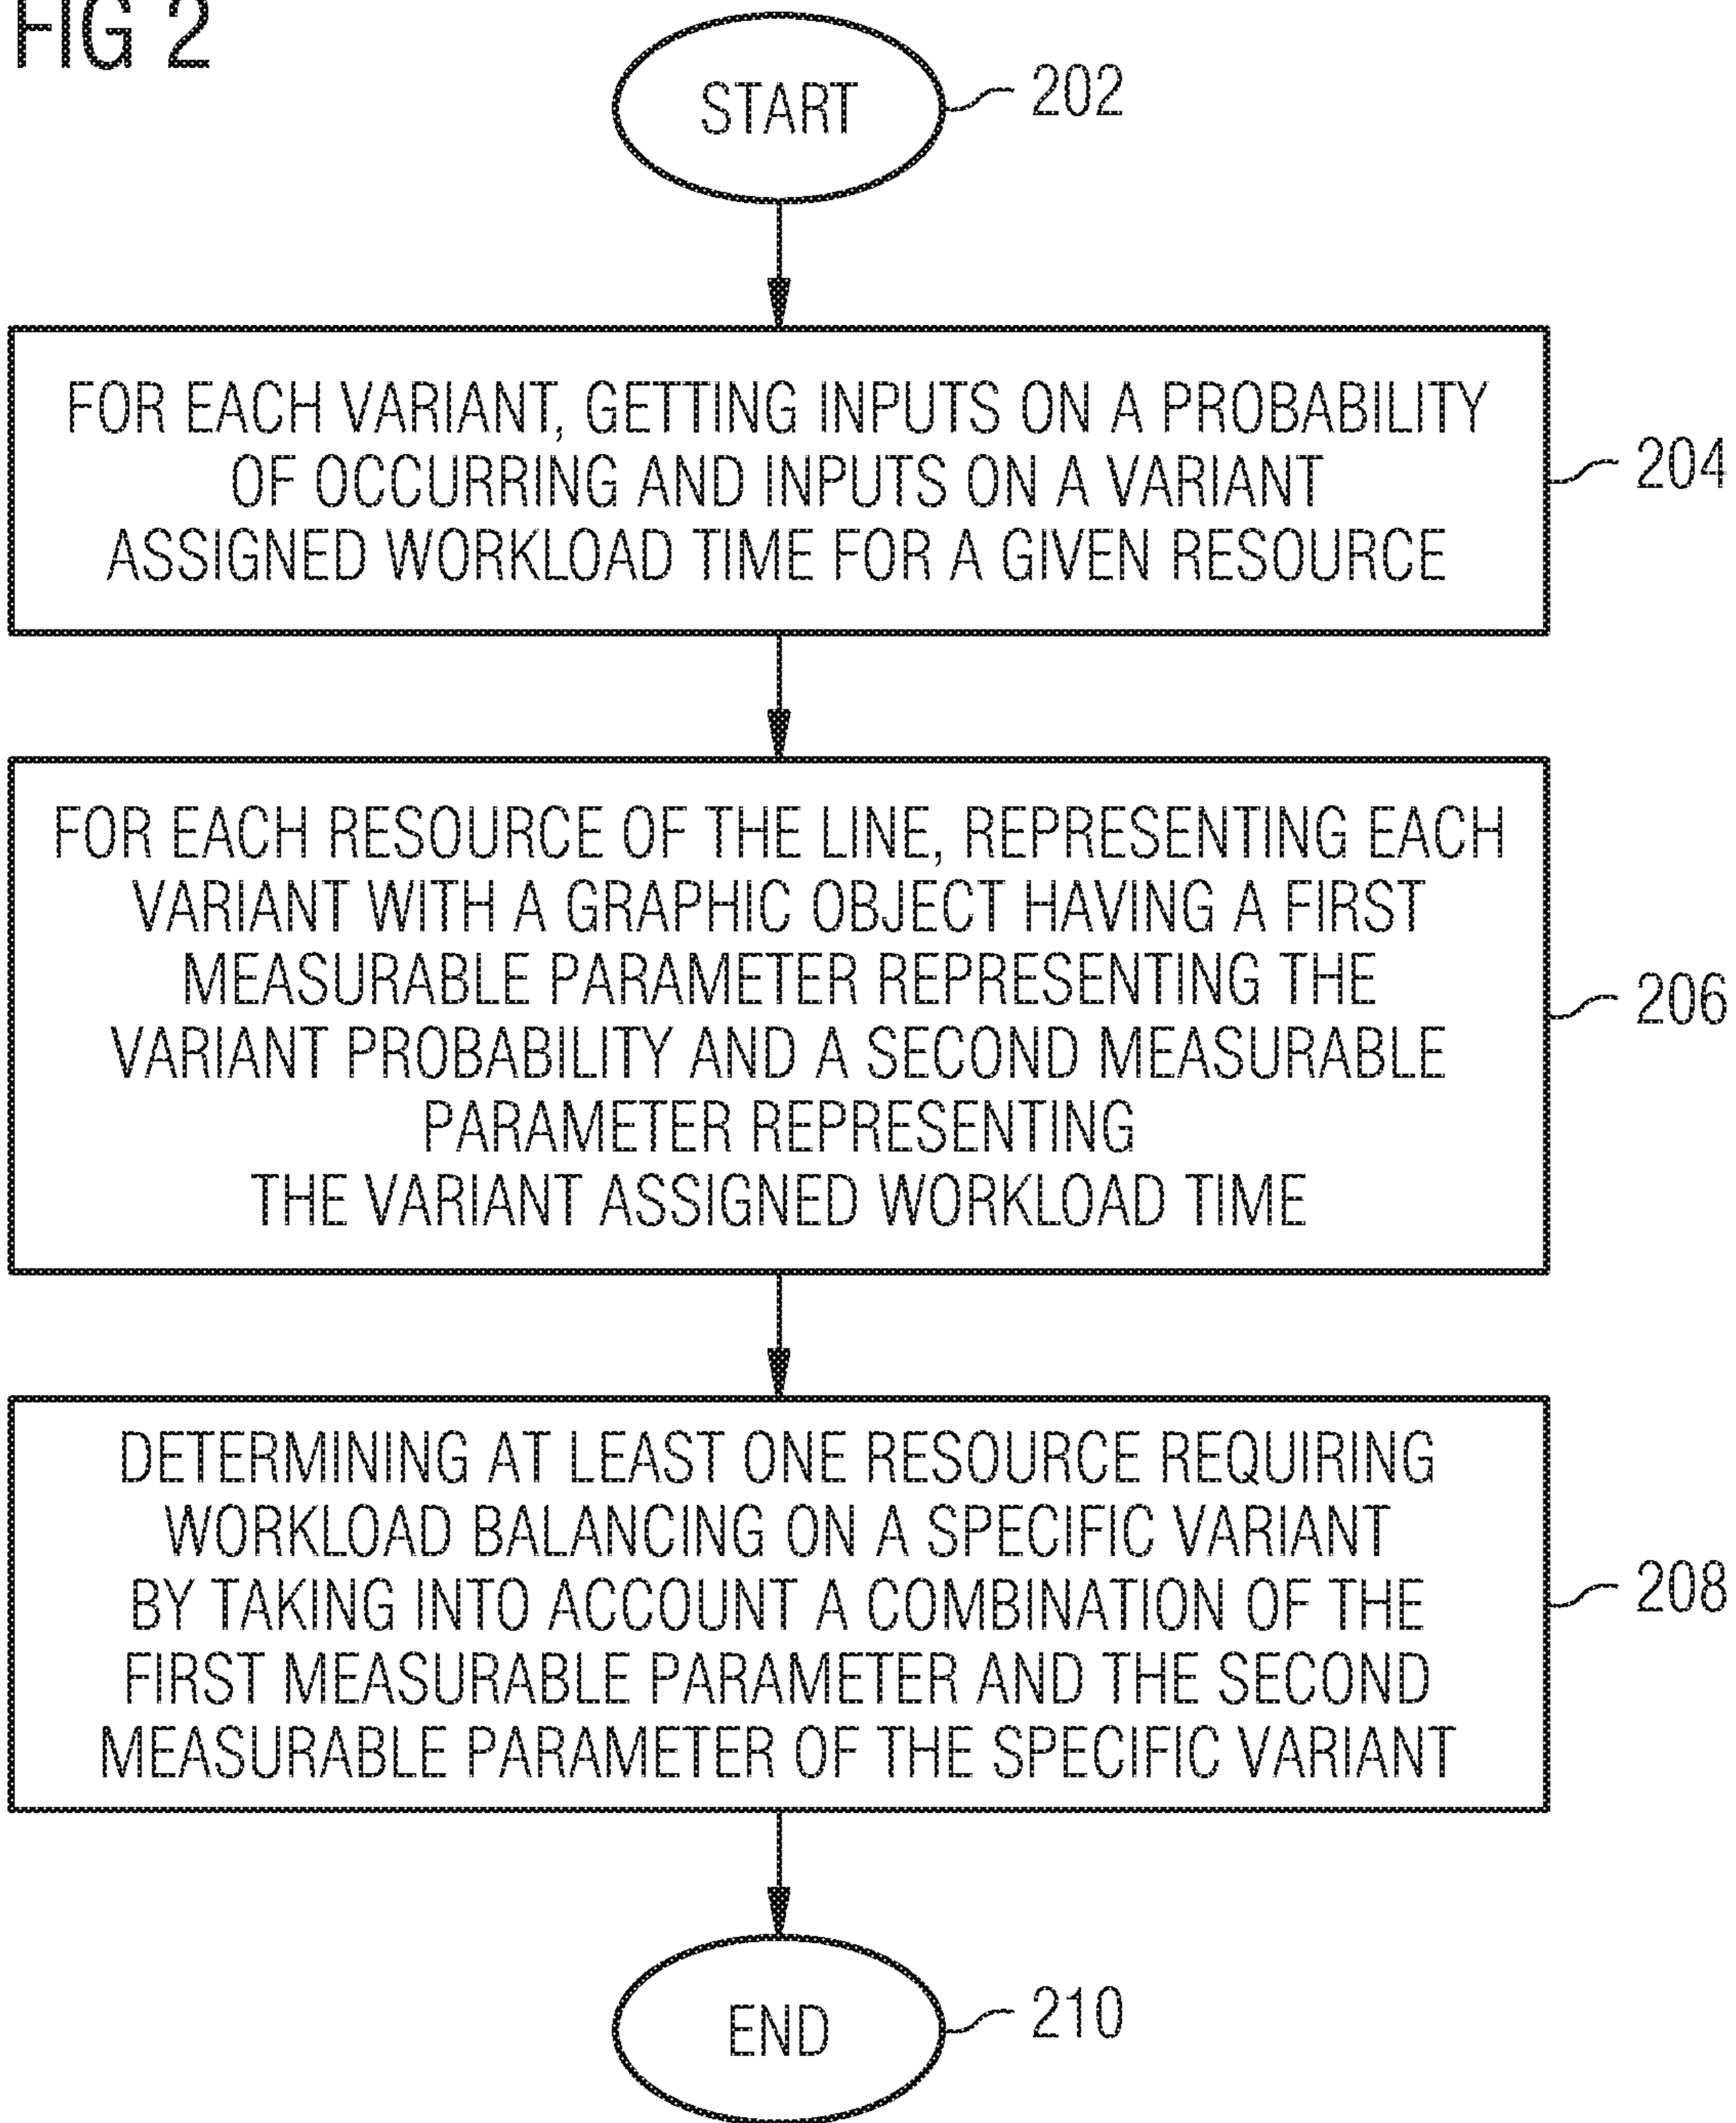 FIG 2
START
202
FOR EACH VARIANT, GETTING INPUTS ON A PROBABILITY
OF OCCURRING AND INPUTS ON A VARIANT
ASSIGNED WORKLOAD TIME FOR A GIVEN RESOURCE
204
FOR EACH RESOURCE OF THE LINE, REPRESENTING EACH
VARIANT WITH A GRAPHIC OBJECT HAVING A FIRST
MEASURABLE PARAMETER REPRESENTING THE
VARIANT PROBABILITY AND A SECOND MEASURABLE
PARAMETER REPRESENTING
THE VARIANT ASSIGNED WORKLOAD TIME
206
DETERMINING AT LEAST ONE RESOURCE REQUIRING
WORKLOAD BALANCING ON A SPECIFIC VARIANT
BY TAKING INTO ACCOUNT A COMBINATION OF THE
FIRST MEASURABLE PARAMETER AND THE SECOND
MEASURABLE PARAMETER OF THE SPECIFIC VARIANT
208
END
210